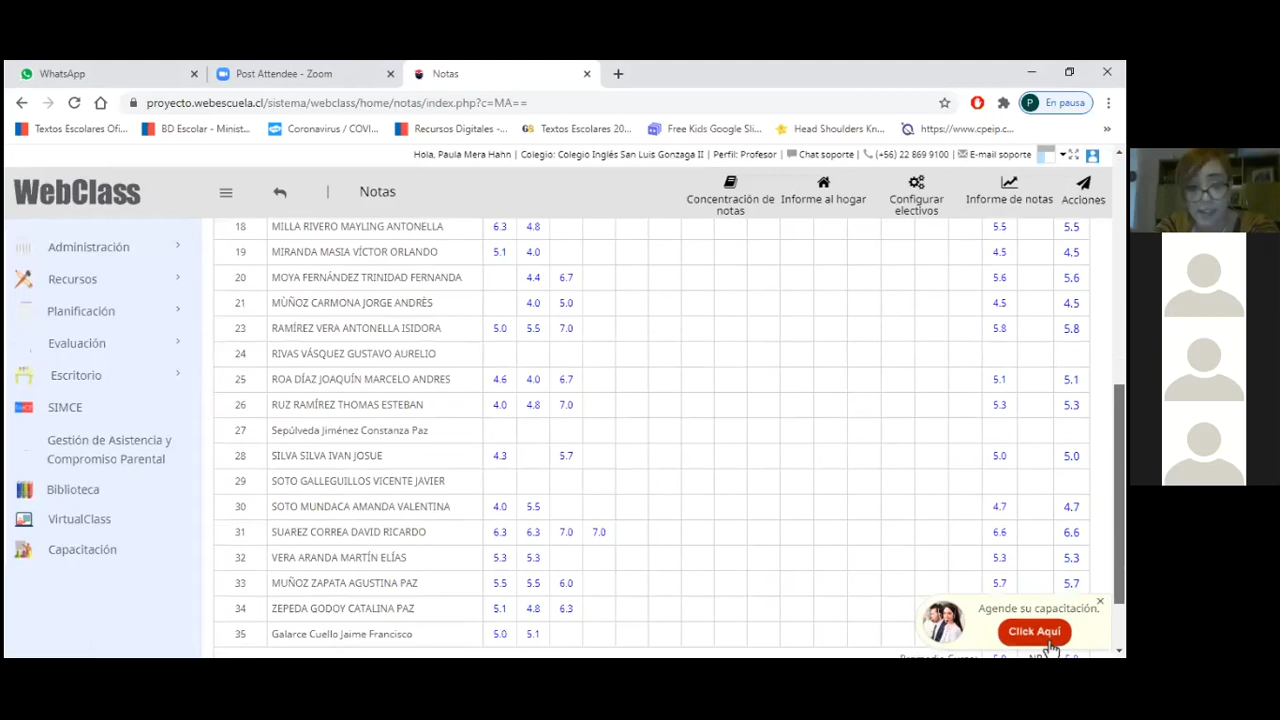 WhatsApp
Post Attendee - Zoom
Notas
proyecto.webescuela.cl/sistema/webclass/home/notas/index.php?c=MA==
P En pausa
Textos Escolares Ofi...
BD Escolar - Minist...
Coronavirus / COVI...
Recursos Digitales -...
GS Textos Escolares 20...
Free Kids Google Sli...
Head Shoulders Kn...
https://www.cpeip.c...
»
Hola, Paula Mera Hahn | Colegio: Colegio Inglés San Luis Gonzaga II | Perfil: Profesor | Chat soporte | (+56) 22 869 9100 | E-mail soporte
WebClass
Notas
Concentración de
notas
Informe al hogar
Configurar
electivos
Informe de notas
Acciones
Administración
Recursos
Planificación
Evaluación
Escritorio
SIMCE
Gestión de Asistencia y
Compromiso Parental
Biblioteca
VirtualClass
Capacitación
18 MILLA RIVERO MAYLING ANTONELLA 6.3 4.8 5.5 5.5
19 MIRANDA MASIA VÍCTOR ORLANDO 5.1 4.0 4.5 4.5
20 MOYA FERNÁNDEZ TRINIDAD FERNANDA 4.4 6.7 5.6 5.6
21 MÙÑOZ CARMONA JORGE ANDRÈS 4.0 5.0 4.5 4.5
23 RAMÍREZ VERA ANTONELLA ISIDORA 5.0 5.5 7.0 5.8 5.8
24 RIVAS VÁSQUEZ GUSTAVO AURELIO
25 ROA DÍAZ JOAQUÍN MARCELO ANDRES 4.6 4.0 6.7 5.1 5.1
26 RUZ RAMÍREZ THOMAS ESTEBAN 4.0 4.8 7.0 5.3 5.3
27 Sepúlveda Jiménez Constanza Paz
28 SILVA SILVA IVAN JOSUE 4.3 5.7 5.0 5.0
29 SOTO GALLEGUILLOS VICENTE JAVIER
30 SOTO MUNDACA AMANDA VALENTINA 4.0 5.5 4.7 4.7
31 SUAREZ CORREA DAVID RICARDO 6.3 6.3 7.0 7.0 6.6 6.6
32 VERA ARANDA MARTÍN ELÍAS 5.3 5.3 5.3 5.3
33 MUÑOZ ZAPATA AGUSTINA PAZ 5.5 5.5 6.0 5.7 5.7
34 ZEPEDA GODOY CATALINA PAZ 5.1 4.8 6.3
35 Galarce Cuello Jaime Francisco 5.0 5.1
Agende su capacitación.
Click Aquí